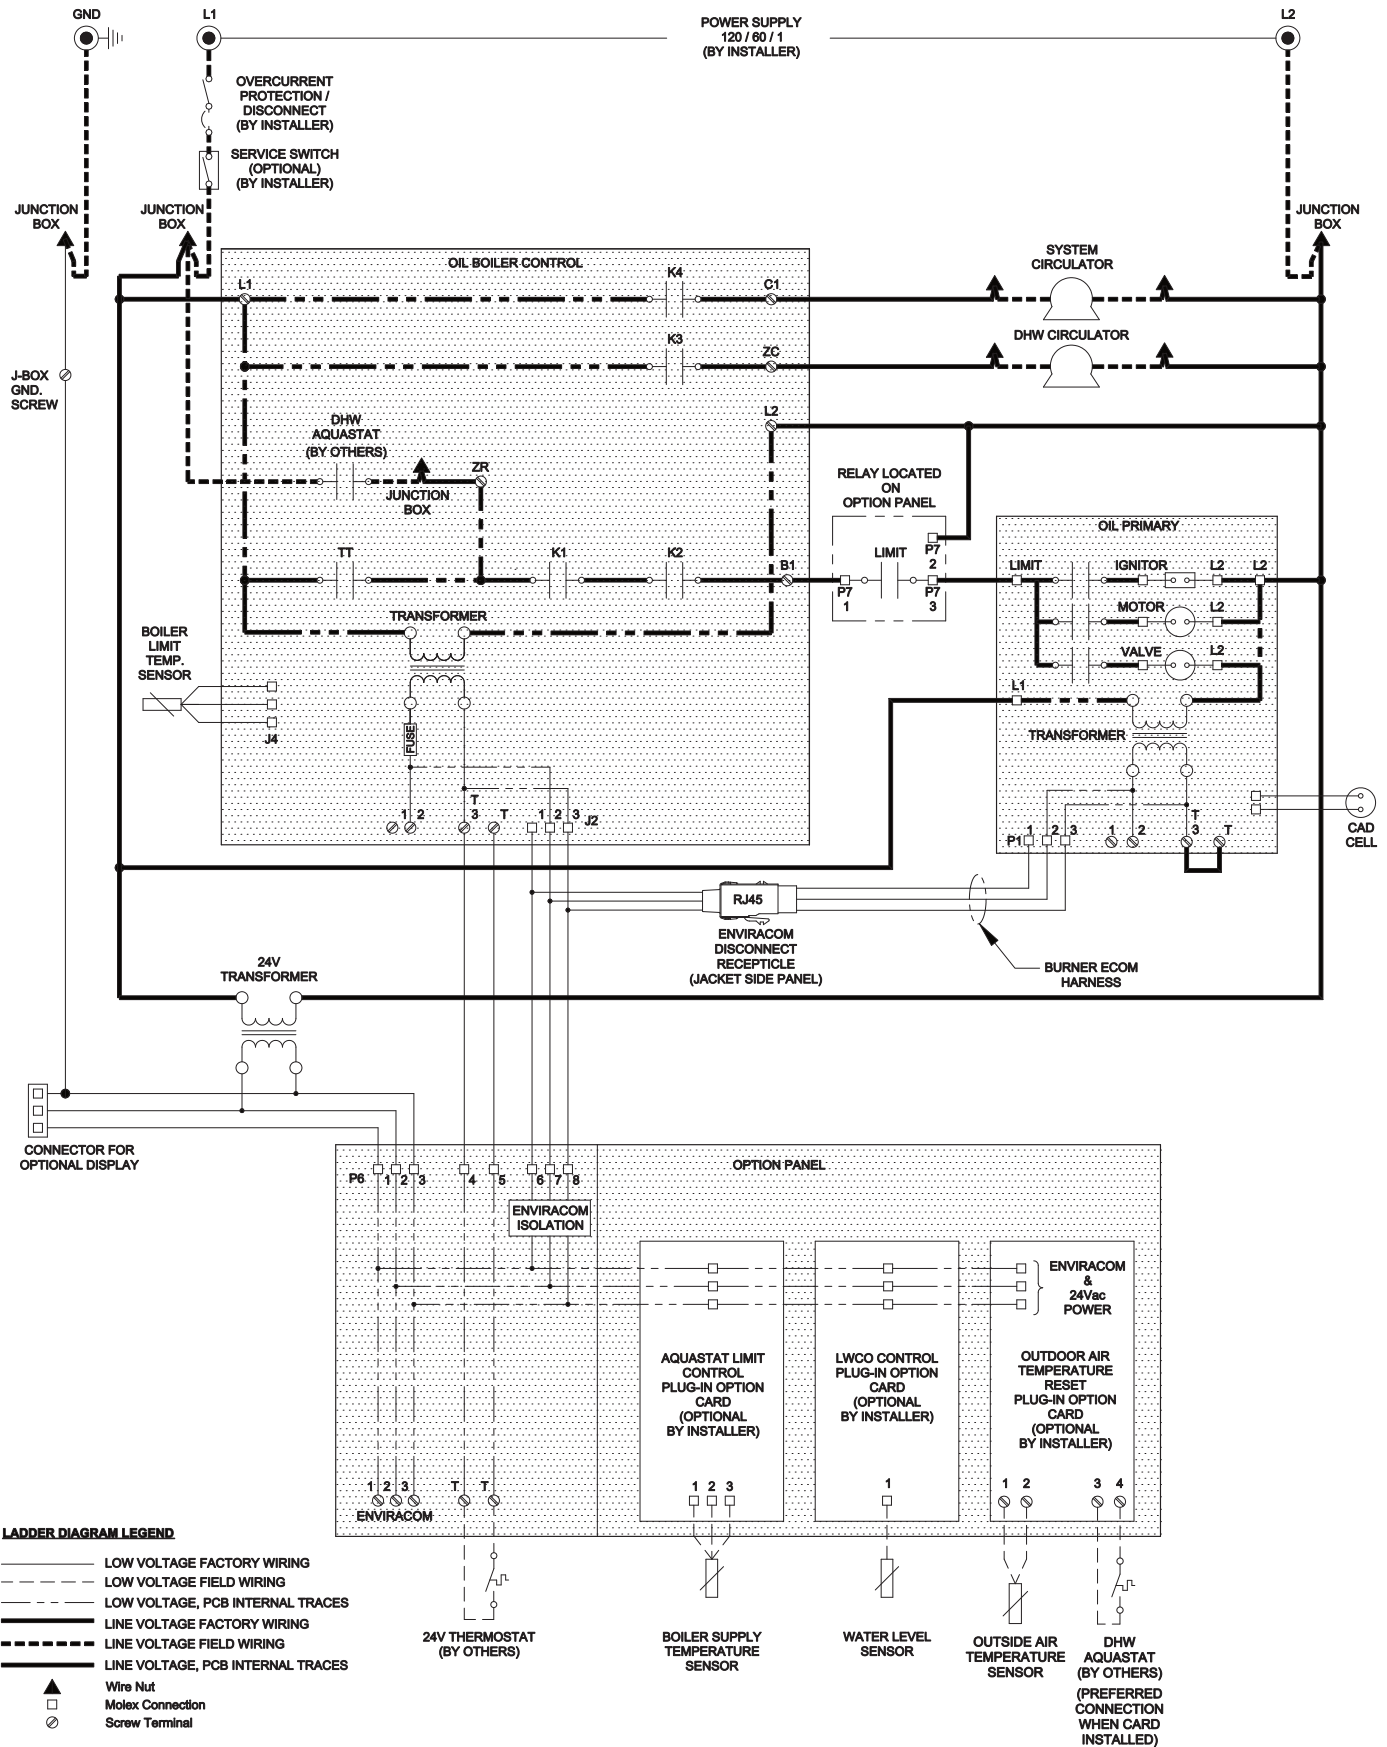 GND
L1
POWER SUPPLY
120 / 60 / 1
(BY INSTALLER)
L2
OVERCURRENT
PROTECTION /
DISCONNECT
(BY INSTALLER)
SERVICE SWITCH
(OPTIONAL)
(BY INSTALLER)
JUNCTION
BOX
JUNCTION
BOX
JUNCTION
BOX
OIL BOILER CONTROL
L1
K4
C1
SYSTEM
CIRCULATOR
K3
ZC
DHW CIRCULATOR
J-BOX
GND.
SCREW
DHW
AQUASTAT
(BY OTHERS)
L2
ZR
JUNCTION
BOX
RELAY LOCATED
ON
OPTION PANEL
P7
2
LIMIT
P7
1
P7
3
OIL PRIMARY
TT
K1
K2
B1
LIMIT
IGNITOR
L2
L2
MOTOR
L2
VALVE
L2
L1
TRANSFORMER
TRANSFORMER
BOILER
LIMIT
TEMP.
SENSOR
J4
FUSE
1
2
T
3
T
1
2
3
J2
P1
1
2
3
1
2
T
3
T
CAD
CELL
RJ45
ENVIRACOM
DISCONNECT
RECEPTICLE
(JACKET SIDE PANEL)
BURNER ECOM
HARNESS
24V
TRANSFORMER
CONNECTOR FOR
OPTIONAL DISPLAY
OPTION PANEL
P6
1
2
3
4
5
6
7
8
ENVIRACOM
ISOLATION
ENVIRACOM
&
24Vac
POWER
AQUASTAT LIMIT
CONTROL
PLUG-IN OPTION
CARD
(OPTIONAL
BY INSTALLER)
LWCO CONTROL
PLUG-IN OPTION
CARD
(OPTIONAL
BY INSTALLER)
OUTDOOR AIR
TEMPERATURE
RESET
PLUG-IN OPTION
CARD
(OPTIONAL
BY INSTALLER)
1
2
3
T
T
ENVIRACOM
1
2
3
1
1
2
3
4
24V THERMOSTAT
(BY OTHERS)
BOILER SUPPLY
TEMPERATURE
SENSOR
WATER LEVEL
SENSOR
OUTSIDE AIR
TEMPERATURE
SENSOR
DHW
AQUASTAT
(BY OTHERS)
(PREFERRED
CONNECTION
WHEN CARD
INSTALLED)
LADDER DIAGRAM LEGEND
LOW VOLTAGE FACTORY WIRING
LOW VOLTAGE FIELD WIRING
LOW VOLTAGE, PCB INTERNAL TRACES
LINE VOLTAGE FACTORY WIRING
LINE VOLTAGE FIELD WIRING
LINE VOLTAGE, PCB INTERNAL TRACES
Wire Nut
Molex Connection
Screw Terminal